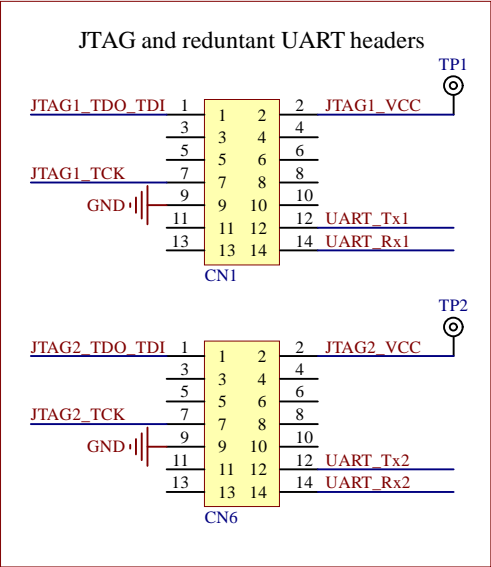 JTAG and reduntant UART headers
TP1
JTAG1_TDO_TDI 1 1 2 2 JTAG1_VCC
3 3 4 4
5 5 6 6
JTAG1_TCK 7 7 8 8
GND 9 9 10 10
11 11 12 12 UART_Tx1
13 13 14 14 UART_Rx1
CN1
TP2
JTAG2_TDO_TDI 1 1 2 2 JTAG2_VCC
3 3 4 4
5 5 6 6
JTAG2_TCK 7 7 8 8
GND 9 9 10 10
11 11 12 12 UART_Tx2
13 13 14 14 UART_Rx2
CN6